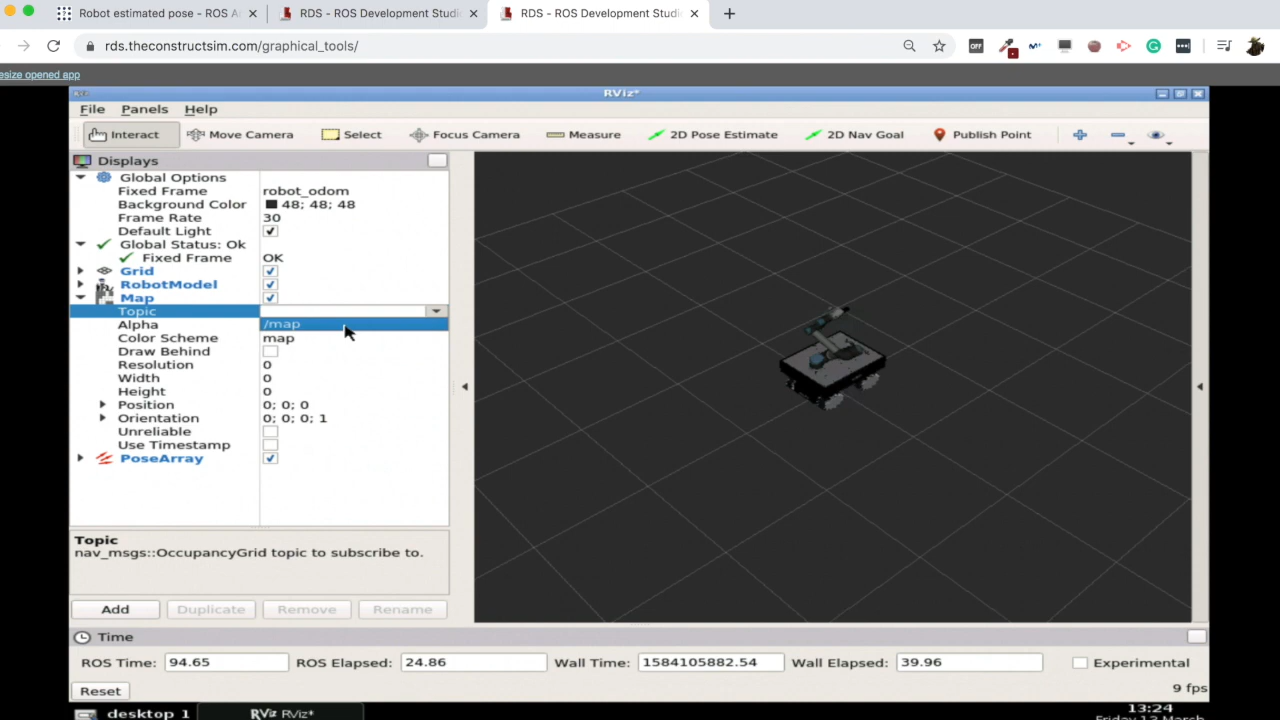 Robot estimated pose - ROS A
RDS - ROS Development Studi
RDS - ROS Development Studi
rds.theconstructsim.com/graphical_tools/
OFF
esize opened app
RViz*
File Panels Help
Interact Move Camera Select Focus Camera Measure 2D Pose Estimate 2D Nav Goal Publish Point
Displays
Global Options
Fixed Frame robot_odom
Background Color 48; 48; 48
Frame Rate 30
Default Light
Global Status: Ok
Fixed Frame OK
Grid
RobotModel
Map
Topic
Alpha /map
Color Scheme map
Draw Behind
Resolution 0
Width 0
Height 0
Position 0; 0; 0
Orientation 0; 0; 0; 1
Unreliable
Use Timestamp
PoseArray
Topic
nav_msgs::OccupancyGrid topic to subscribe to.
Add Duplicate Remove Rename
Time
ROS Time: 94.65 ROS Elapsed: 24.86 Wall Time: 1584105882.54 Wall Elapsed: 39.96 Experimental
Reset 9 fps
desktop 1 RViz RViz* 13:24
Friday 13 March